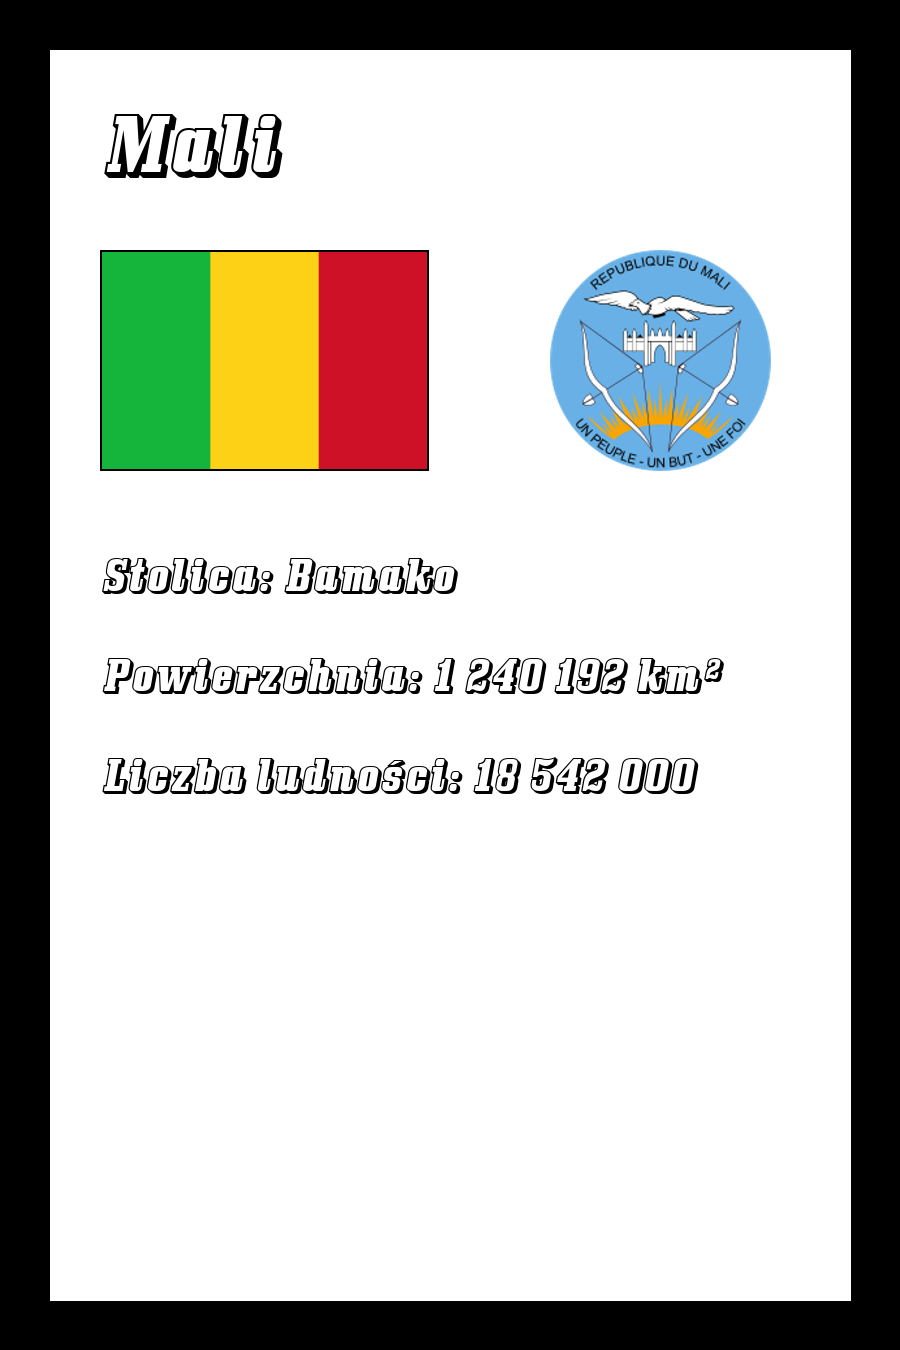 Mali
REPUBLIQUE DU MALI
UN PEUPLE - UN BUT - UNE FOI
Stolica: Bamako
Powierzchnia: 1 240 192 km²
Liczba ludności: 18 542 000